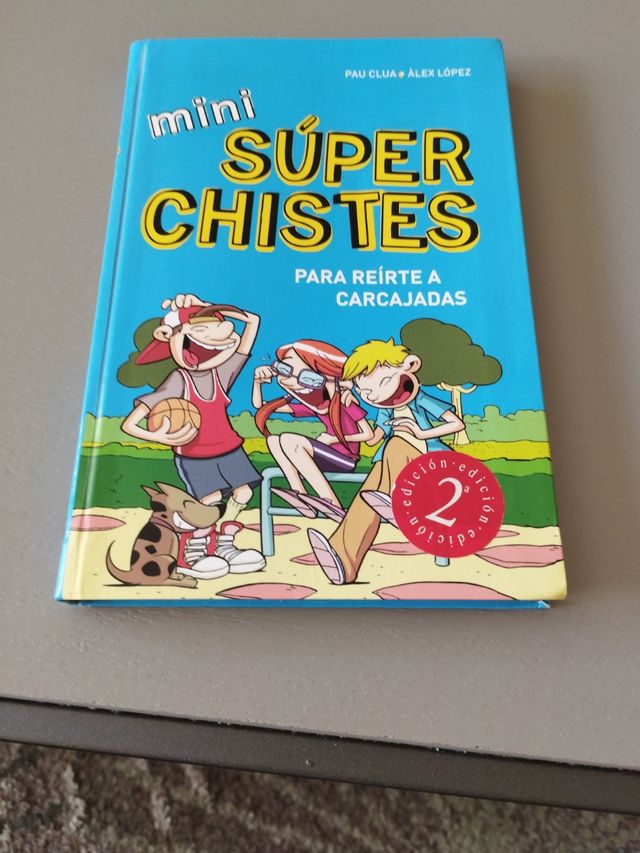 PAU CLUA • ÀLEX LÓPEZ
mini
SÚPER
CHISTES
PARA REÍRTE A
CARCAJADAS
edición · edición · edición ·
2ª